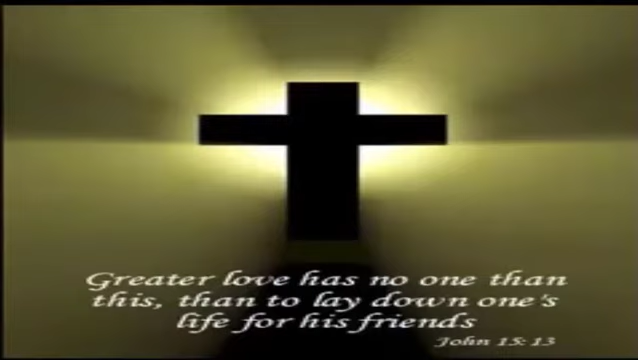 Greater love has no one than
this, than to lay down one's
life for his friends
John 15:13